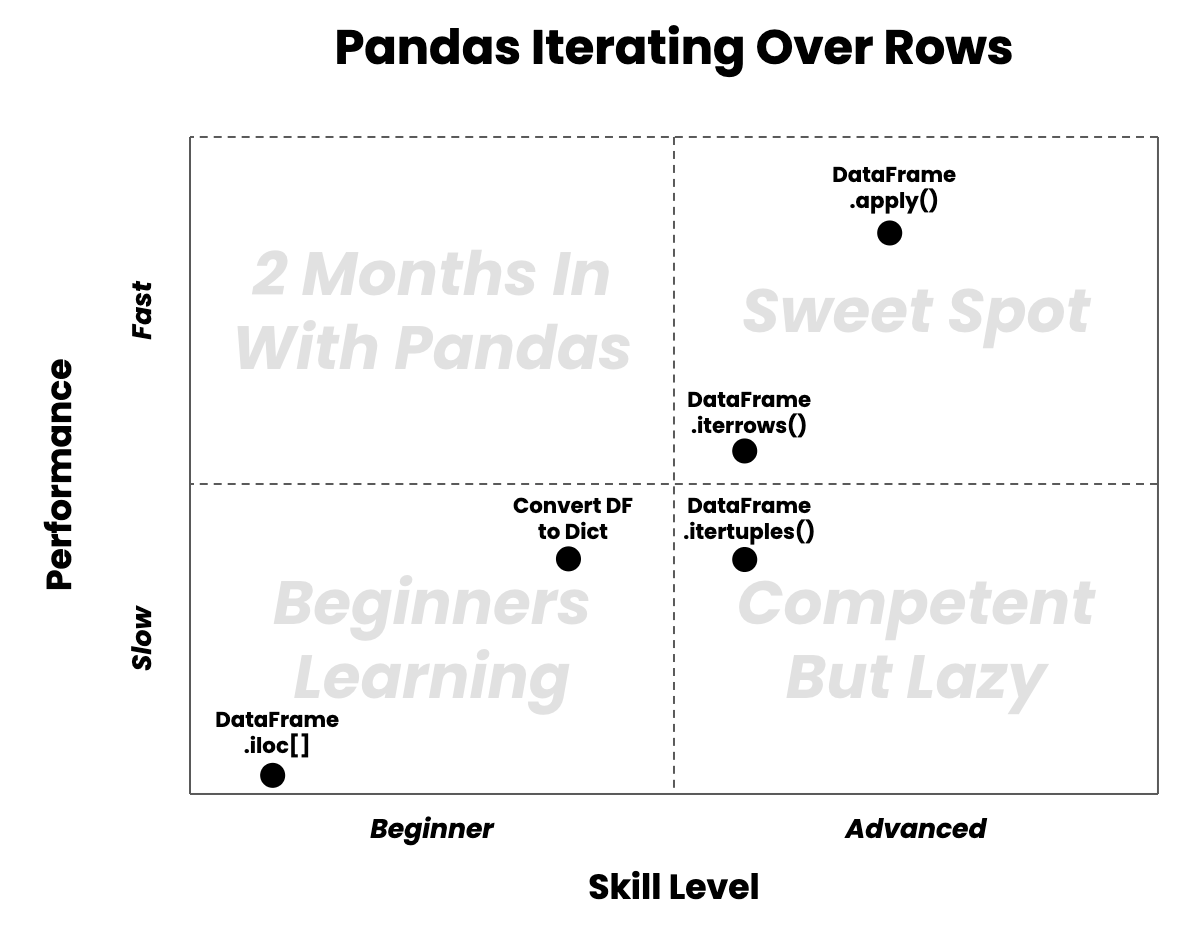 Pandas Iterating Over Rows
DataFrame
.apply()
2 Months In
With Pandas
Sweet Spot
Fast
DataFrame
.iterrows()
Performance
Convert DF
to Dict
DataFrame
.itertuples()
Beginners
Learning
Competent
But Lazy
Slow
DataFrame
.iloc[]
Beginner
Advanced
Skill Level